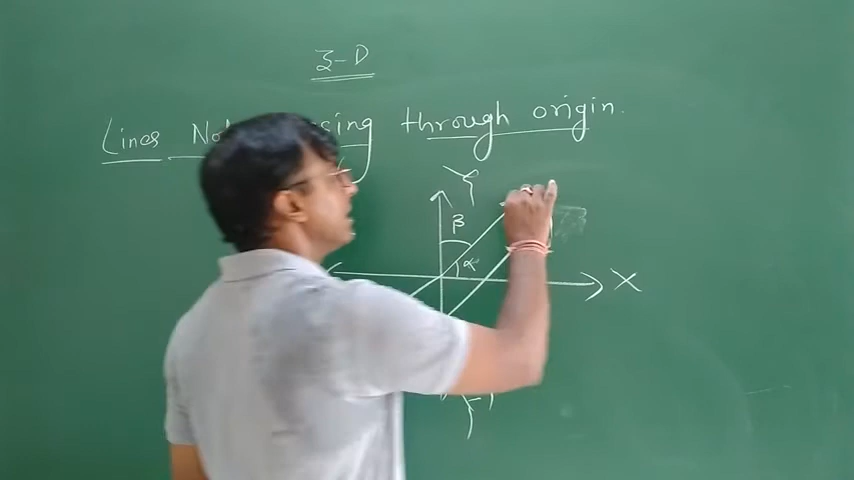 3-D
Lines through origin.
Y
β
α
X